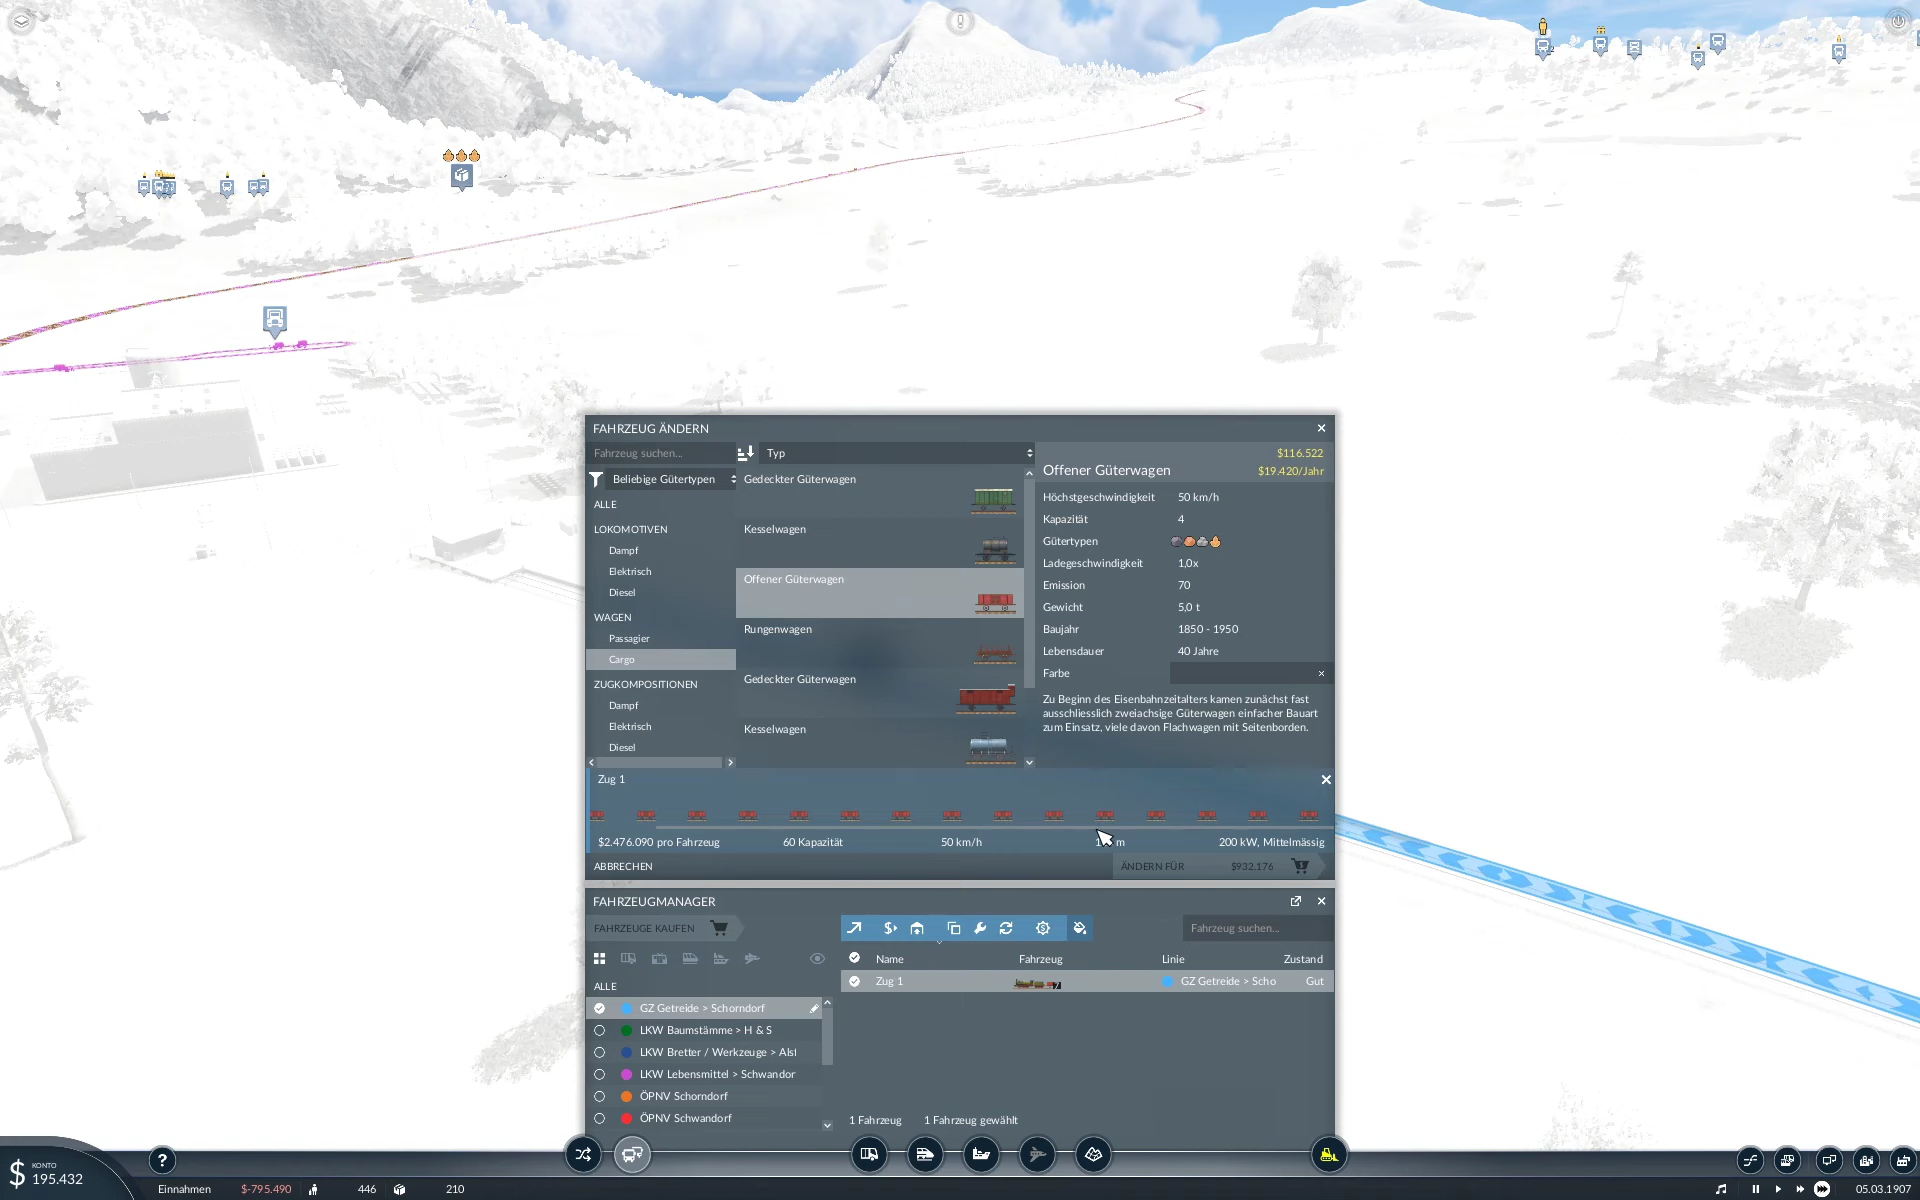 FAHRZEUG ÄNDERN
Fahrzeug suchen...
Typ
$116.522
Offener Güterwagen
$19.420/Jahr
Beliebige Gütertypen
ALLE
LOKOMOTIVEN
Dampf
Elektrisch
Diesel
WAGEN
Passagier
Cargo
ZUGKOMPOSITIONEN
Dampf
Elektrisch
Diesel
Gedeckter Güterwagen
Kesselwagen
Offener Güterwagen
Rungenwagen
Gedeckter Güterwagen
Kesselwagen
Höchstgeschwindigkeit 50 km/h
Kapazität 4
Gütertypen
Ladegeschwindigkeit 1,0x
Emission 70
Gewicht 5,0 t
Baujahr 1850 - 1950
Lebensdauer 40 Jahre
Farbe
Zu Beginn des Eisenbahnzeitalters kamen zunächst fast
ausschliesslich zweiachsige Güterwagen einfacher Bauart
zum Einsatz, viele davon Flachwagen mit Seitenborden.
Zug 1
$2.476.090 pro Fahrzeug 60 Kapazität 50 km/h m 200 kW, Mittelmässig
ABBRECHEN ÄNDERN FÜR $932.176
FAHRZEUGMANAGER
FAHRZEUGE KAUFEN
Fahrzeug suchen...
ALLE
GZ Getreide > Schorndorf
LKW Baumstämme > H & S
LKW Bretter / Werkzeuge > Alst
LKW Lebensmittel > Schwandor
ÖPNV Schorndorf
ÖPNV Schwandorf
Name Fahrzeug Linie Zustand
Zug 1 GZ Getreide > Scho Gut
1 Fahrzeug 1 Fahrzeug gewählt
$ KONTO
195.432
?
Einnahmen $-795.490 446 210
05.03.1907